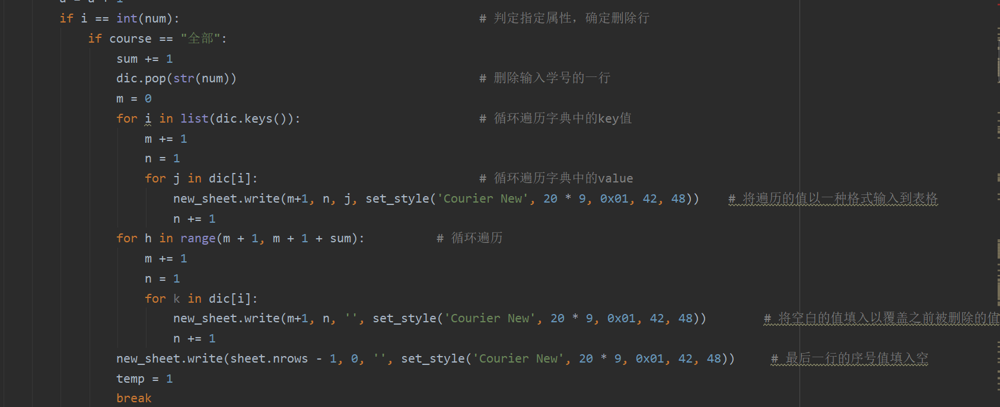 if i == int(num): # 判定指定属性，确定删除行
if course == "全部":
sum += 1
dic.pop(str(num)) # 删除输入学号的一行
m = 0
for i in list(dic.keys()): # 循环遍历字典中的key值
m += 1
n = 1
for j in dic[i]: # 循环遍历字典中的value
new_sheet.write(m+1, n, j, set_style('Courier New', 20 * 9, 0x01, 42, 48)) # 将遍历的值以一种格式输入到表格
n += 1
for h in range(m + 1, m + 1 + sum): # 循环遍历
m += 1
n = 1
for k in dic[i]:
new_sheet.write(m+1, n, '', set_style('Courier New', 20 * 9, 0x01, 42, 48)) # 将空白的值填入以覆盖之前被删除的值
n += 1
new_sheet.write(sheet.nrows - 1, 0, '', set_style('Courier New', 20 * 9, 0x01, 42, 48)) # 最后一行的序号值填入空
temp = 1
break